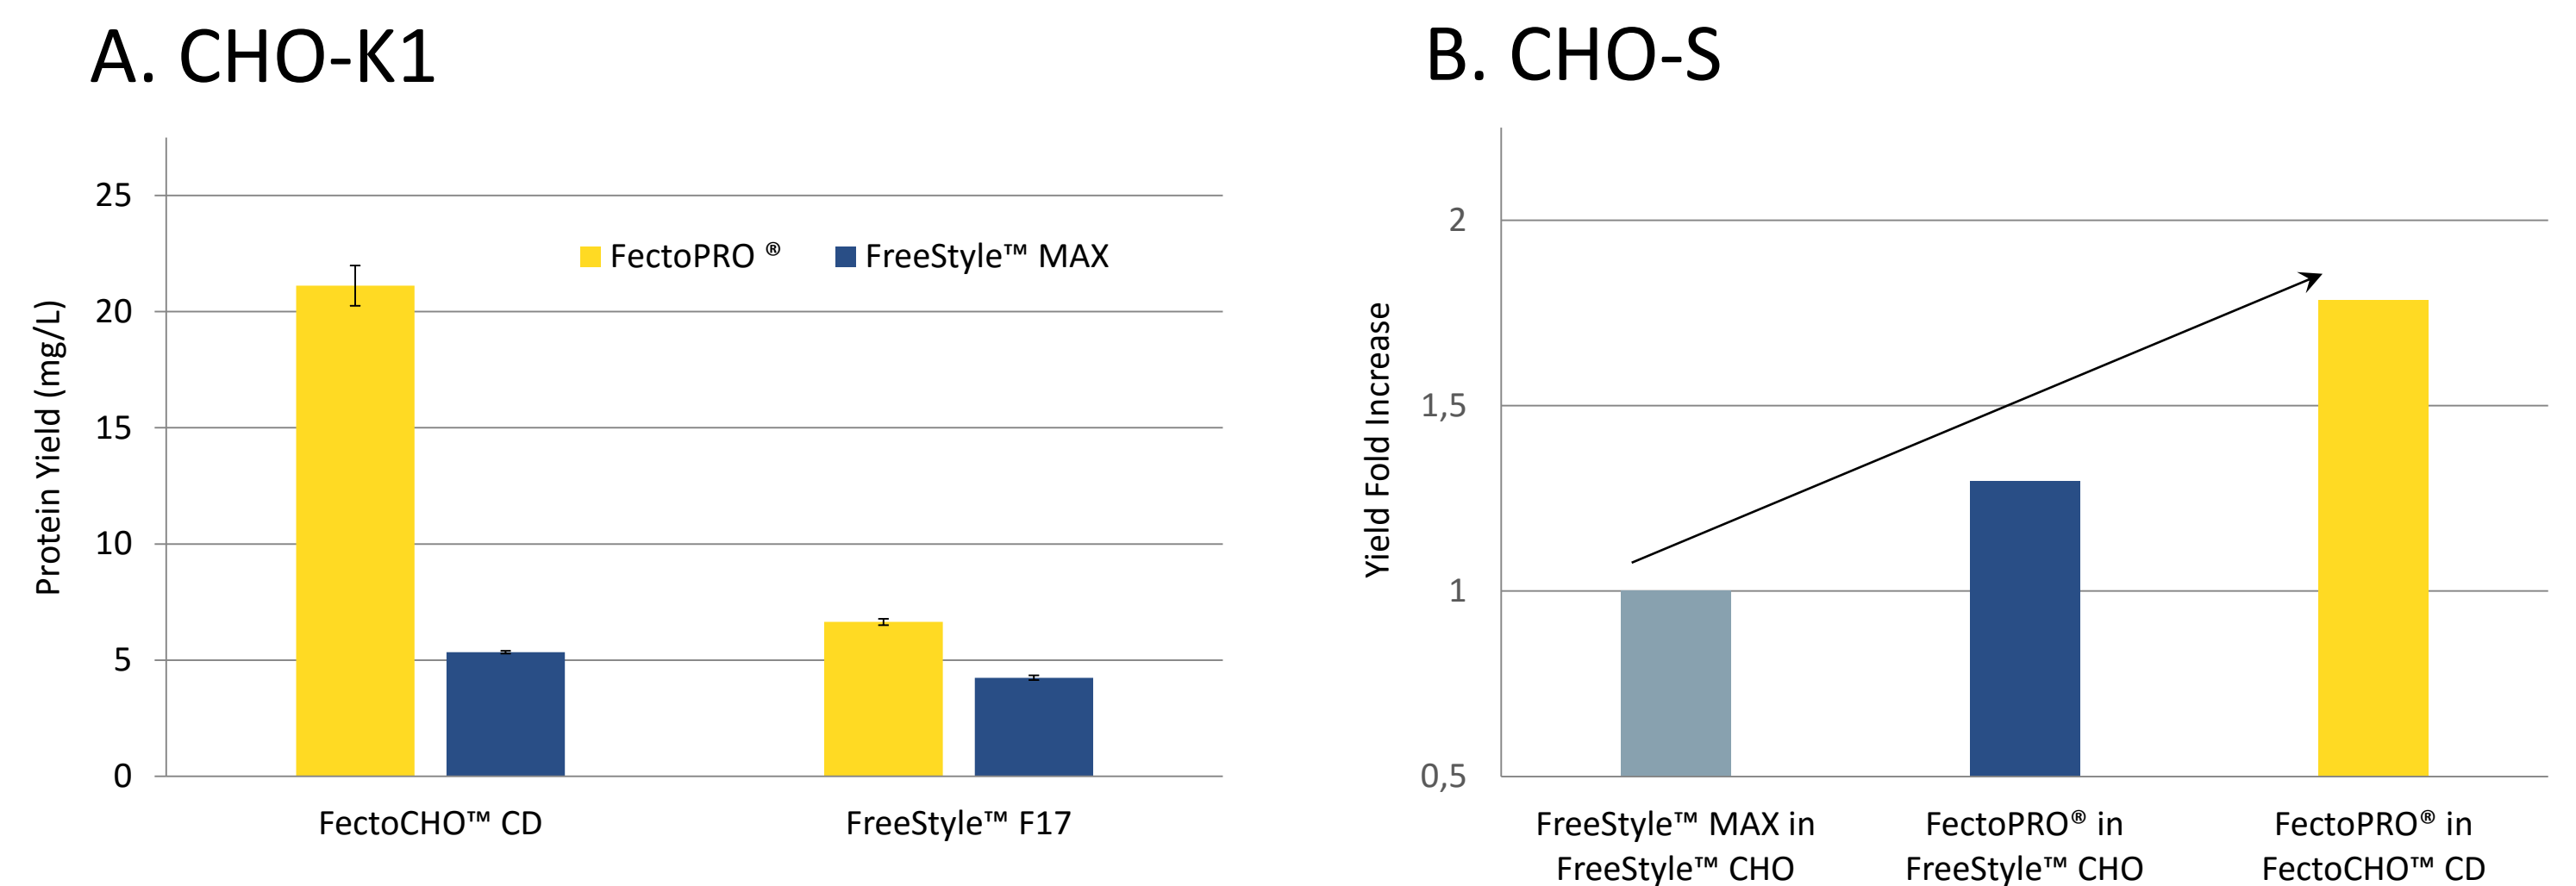 A. CHO-K1
Protein Yield (mg/L)
25
20
15
10
5
0
FectoPRO ® FreeStyle™ MAX
FectoCHO™ CD
FreeStyle™ F17
B. CHO-S
Yield Fold Increase
2
1,5
1
0,5
FreeStyle™ MAX in
FreeStyle™ CHO
FectoPRO® in
FreeStyle™ CHO
FectoPRO® in
FectoCHO™ CD